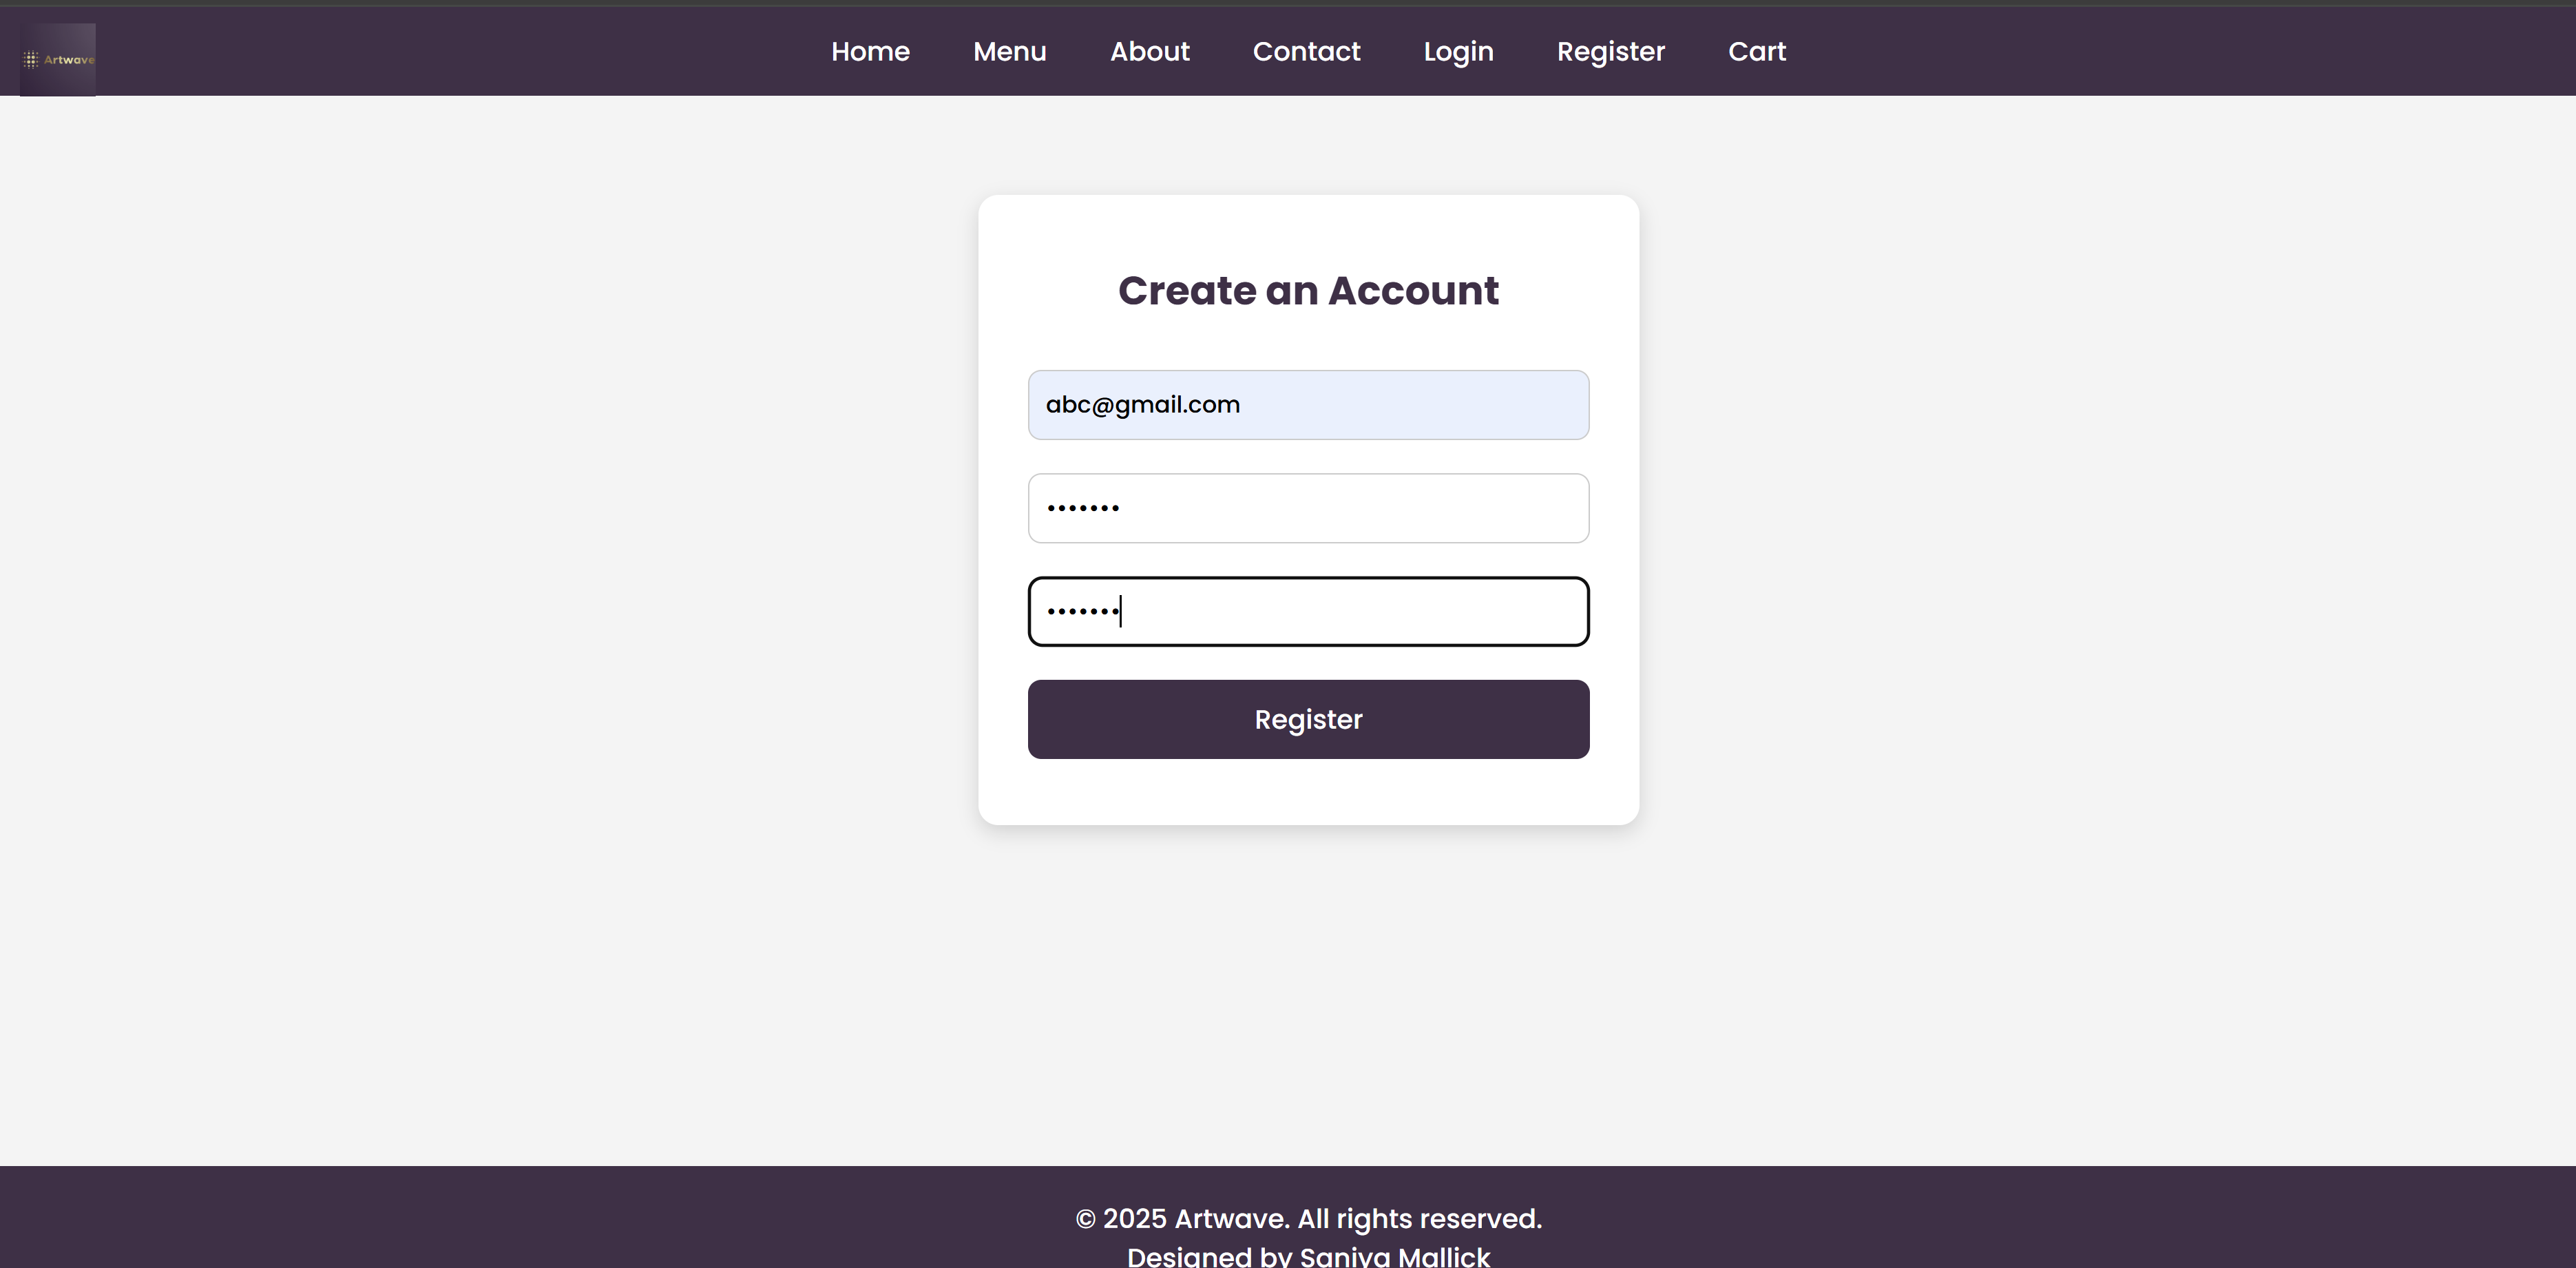 Artwave
Home Menu About Contact Login Register Cart
Create an Account
abc@gmail.com
•••••••
•••••••
Register
© 2025 Artwave. All rights reserved.
Designed by Saniya Mallick